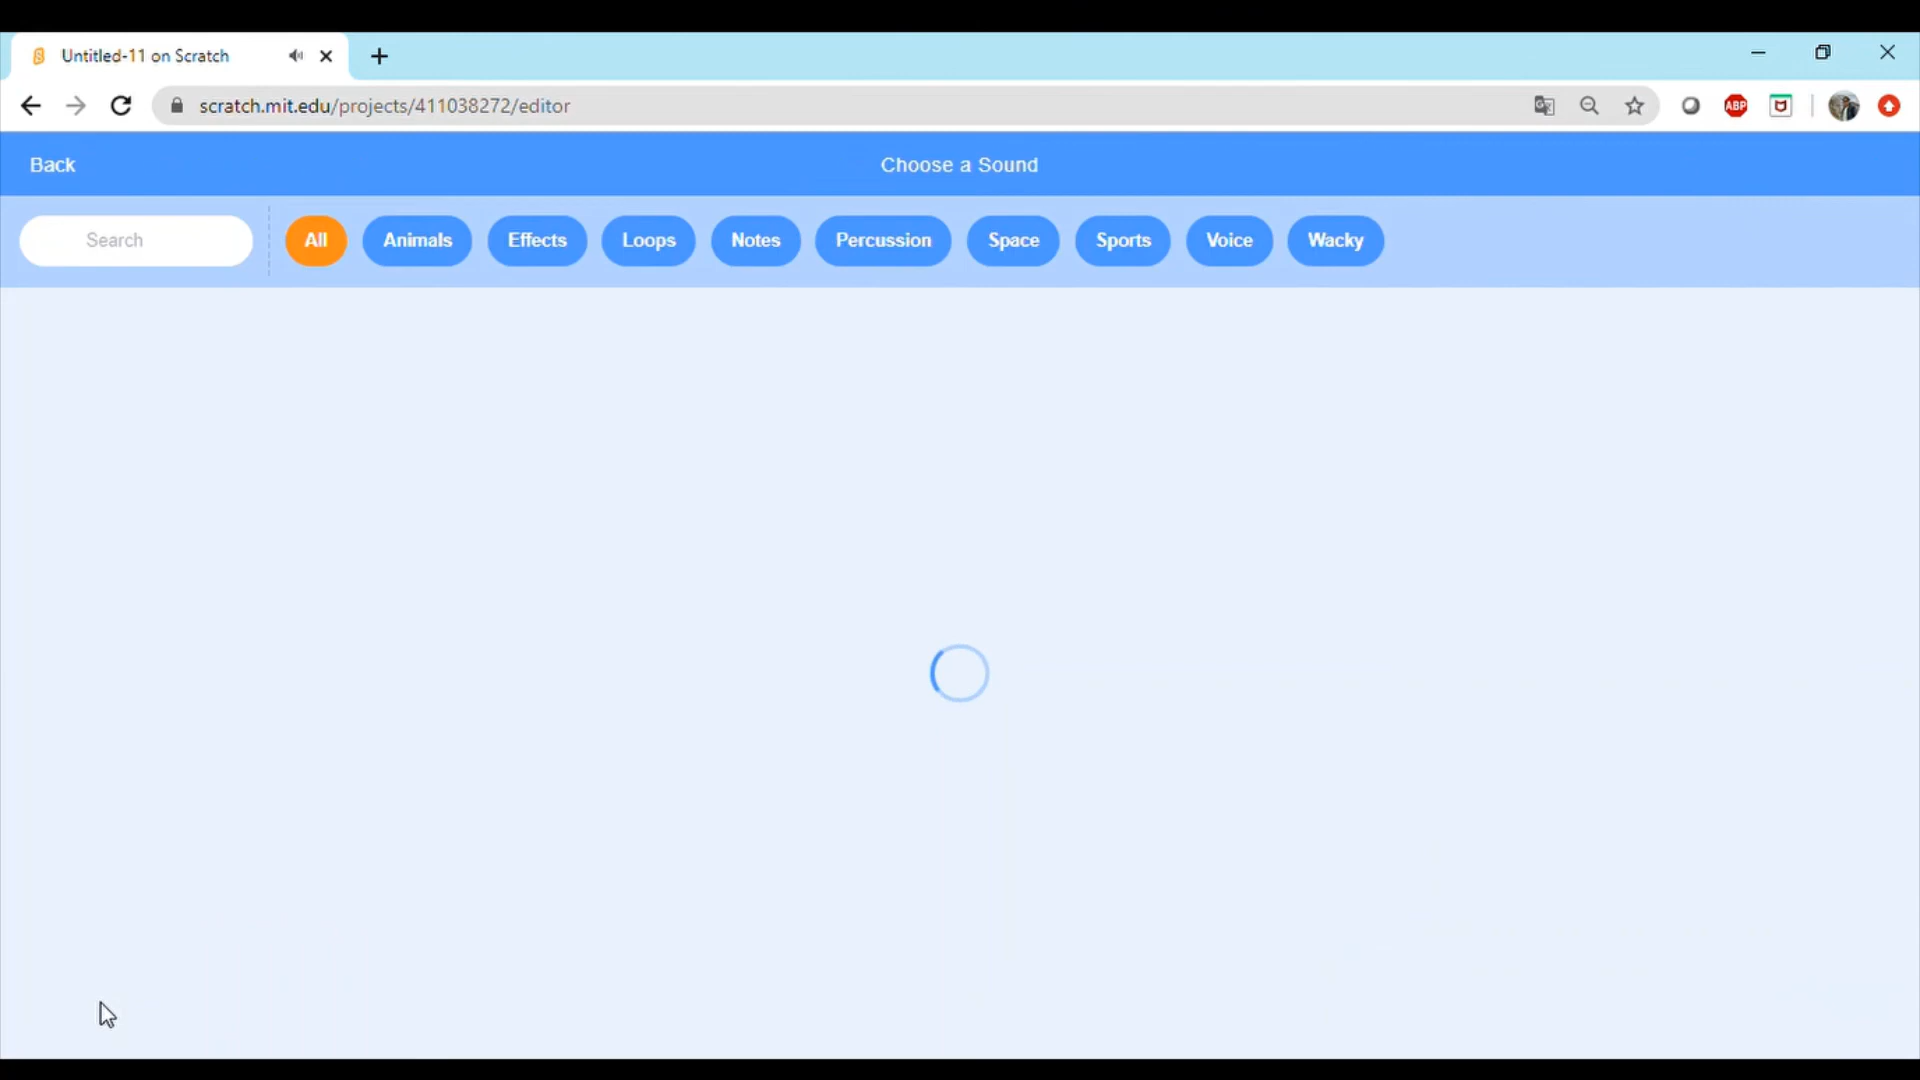 Untitled-11 on Scratch
scratch.mit.edu/projects/411038272/editor
ABP
Back
Choose a Sound
Search
All
Animals
Effects
Loops
Notes
Percussion
Space
Sports
Voice
Wacky